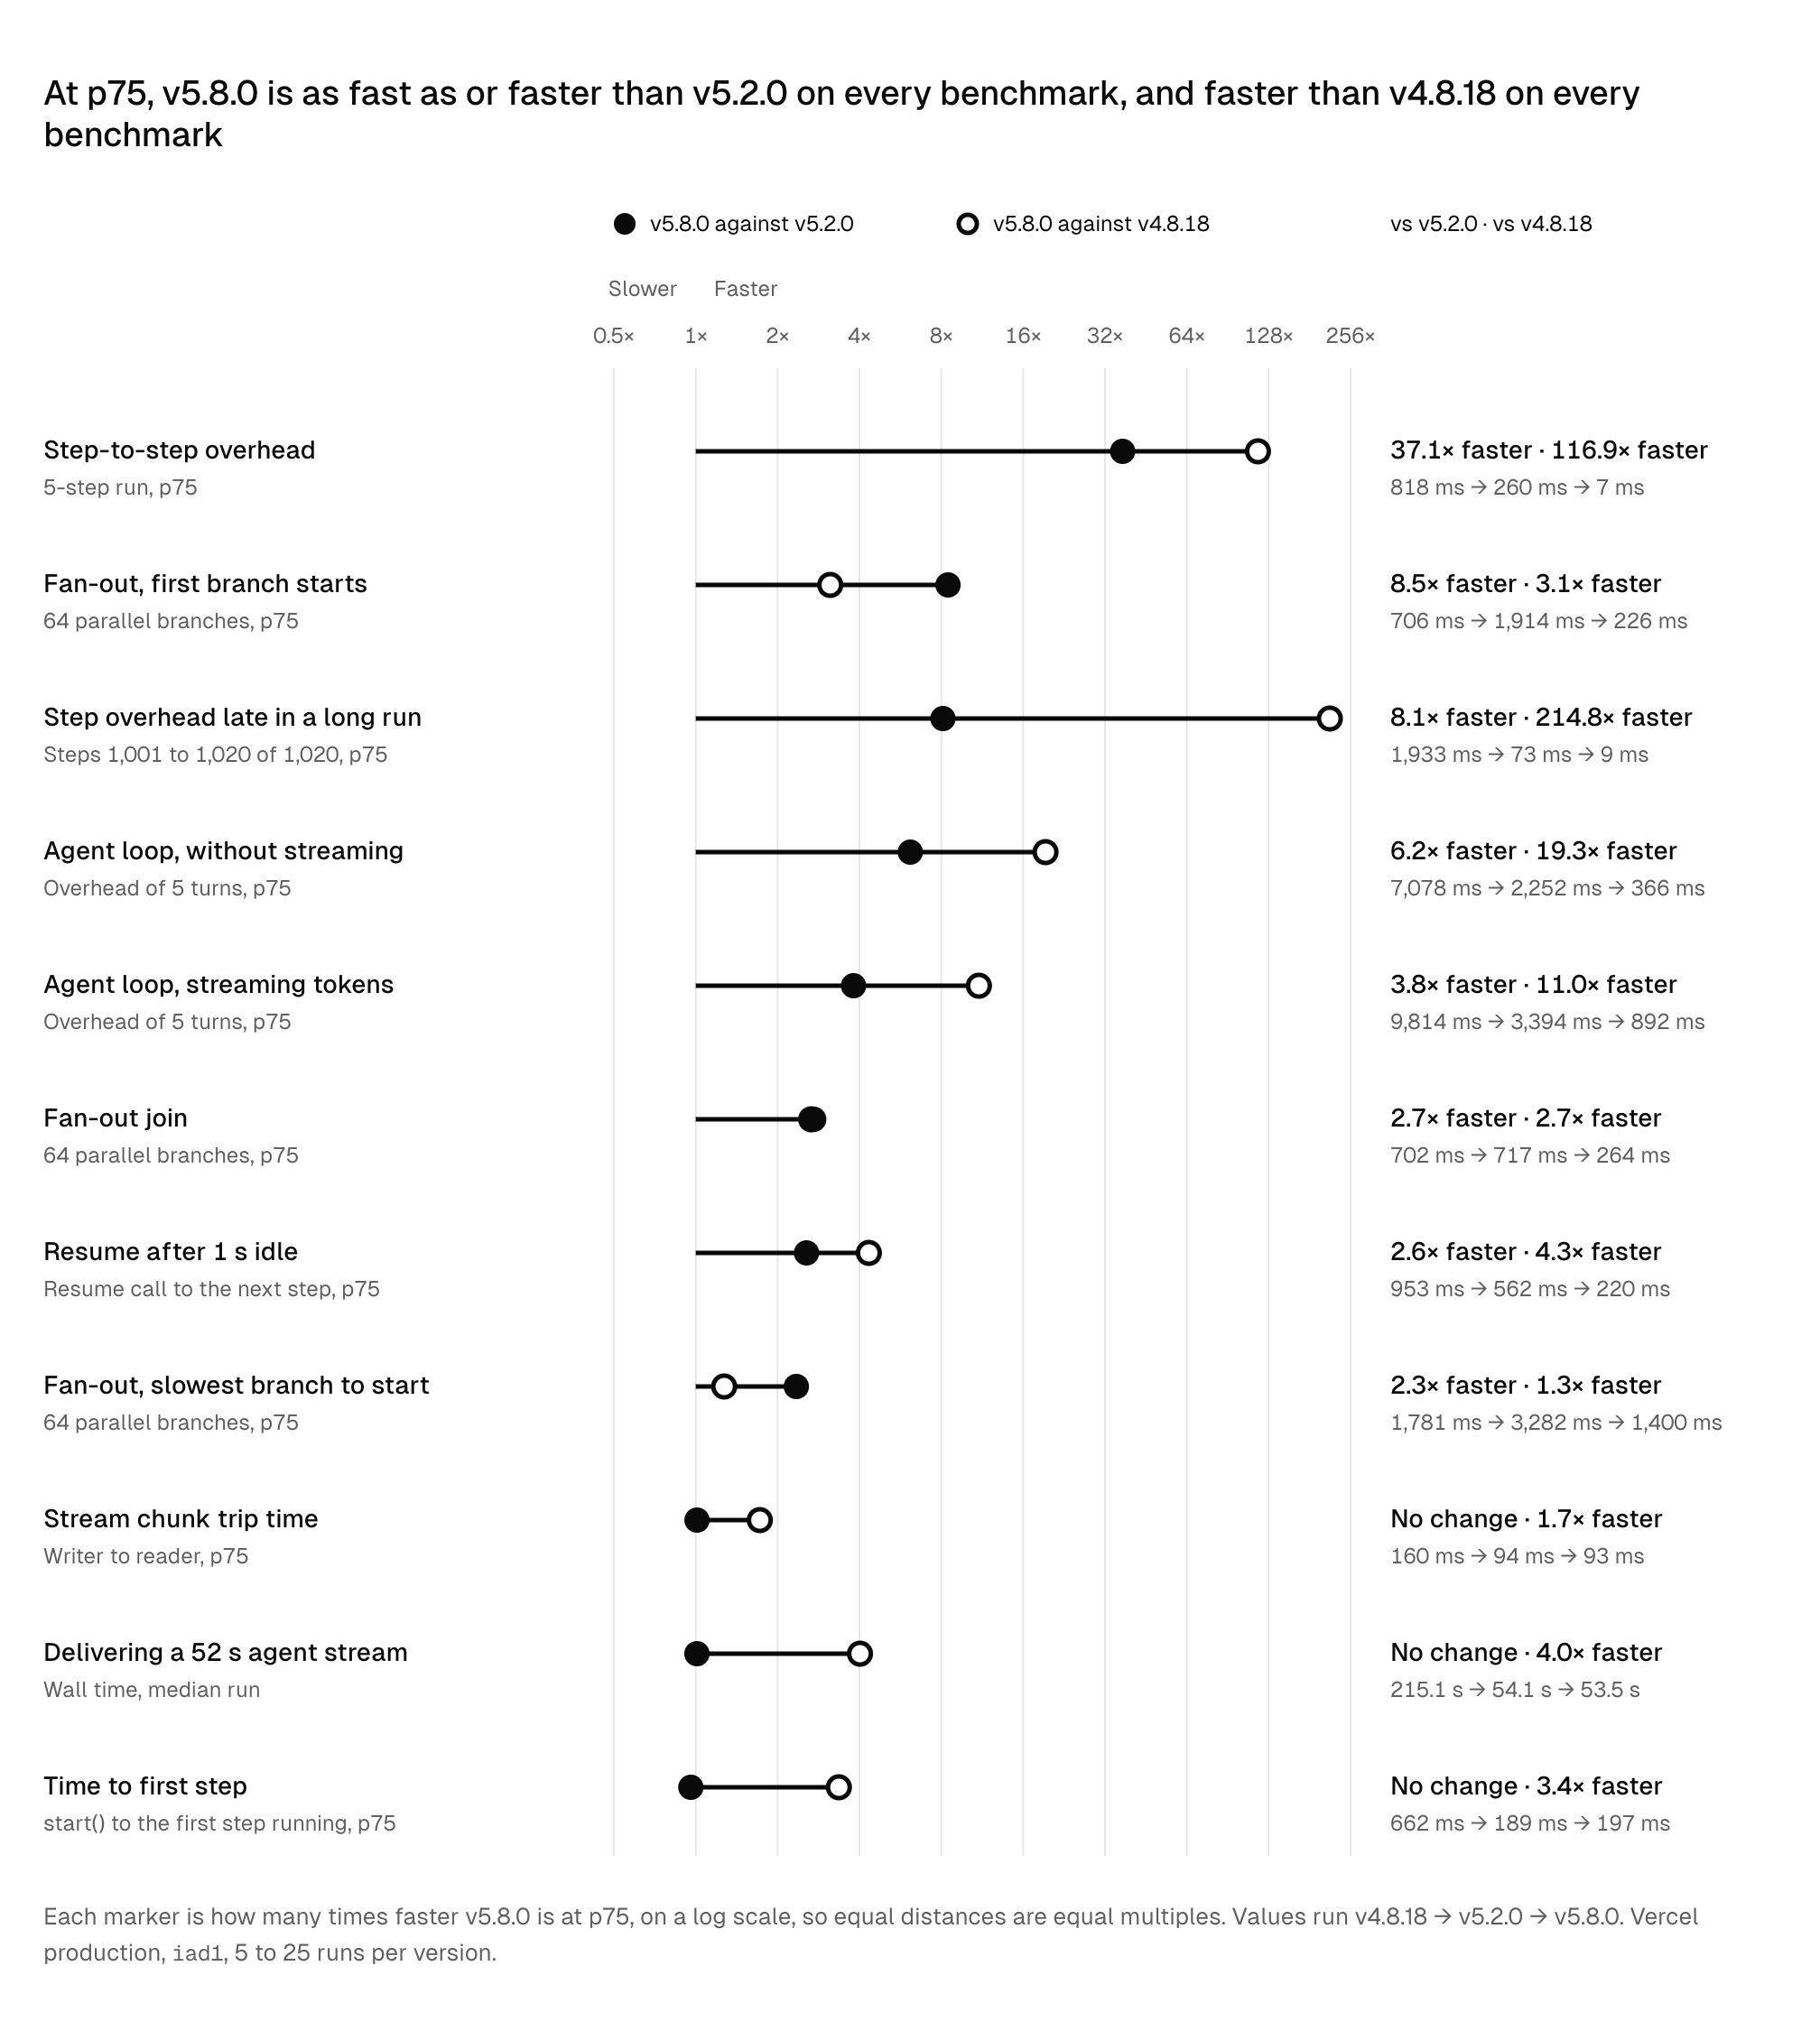 At p75, v5.8.0 is as fast as or faster than v5.2.0 on every benchmark, and faster than v4.8.18 on every
benchmark
v5.8.0 against v5.2.0
v5.8.0 against v4.8.18
vs v5.2.0 · vs v4.8.18
Slower
Faster
0.5×
1×
2×
4×
8×
16×
32×
64×
128×
256×
Step-to-step overhead
5-step run, p75
37.1× faster · 116.9× faster
818 ms → 260 ms → 7 ms
Fan-out, first branch starts
64 parallel branches, p75
8.5× faster · 3.1× faster
706 ms → 1,914 ms → 226 ms
Step overhead late in a long run
Steps 1,001 to 1,020 of 1,020, p75
8.1× faster · 214.8× faster
1,933 ms → 73 ms → 9 ms
Agent loop, without streaming
Overhead of 5 turns, p75
6.2× faster · 19.3× faster
7,078 ms → 2,252 ms → 366 ms
Agent loop, streaming tokens
Overhead of 5 turns, p75
3.8× faster · 11.0× faster
9,814 ms → 3,394 ms → 892 ms
Fan-out join
64 parallel branches, p75
2.7× faster · 2.7× faster
702 ms → 717 ms → 264 ms
Resume after 1 s idle
Resume call to the next step, p75
2.6× faster · 4.3× faster
953 ms → 562 ms → 220 ms
Fan-out, slowest branch to start
64 parallel branches, p75
2.3× faster · 1.3× faster
1,781 ms → 3,282 ms → 1,400 ms
Stream chunk trip time
Writer to reader, p75
No change · 1.7× faster
160 ms → 94 ms → 93 ms
Delivering a 52 s agent stream
Wall time, median run
No change · 4.0× faster
215.1 s → 54.1 s → 53.5 s
Time to first step
start() to the first step running, p75
No change · 3.4× faster
662 ms → 189 ms → 197 ms
Each marker is how many times faster v5.8.0 is at p75, on a log scale, so equal distances are equal multiples. Values run v4.8.18 → v5.2.0 → v5.8.0. Vercel
production, iad1, 5 to 25 runs per version.